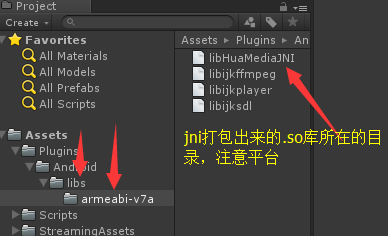 Project
Create
Favorites
All Materials
All Models
All Prefabs
All Scripts
Assets
Plugins
Android
libs
armeabi-v7a
Scripts
StreamingAssets
Assets Plugins An
libHuaMediaJNI
libijkffmpeg
libijkplayer
libijksdl
jni打包出来的.so库所在的目
录，注意平台